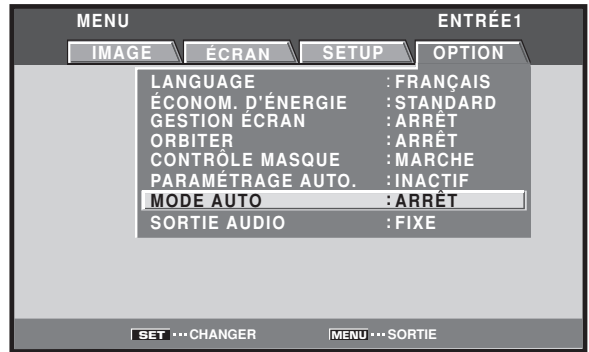 MENU ENTRÉE1
IMAGE ÉCRAN SETUP OPTION
LANGUAGE :FRANÇAIS
ÉCONOM. D'ÉNERGIE :STANDARD
GESTION ÉCRAN :ARRÊT
ORBITER :ARRÊT
CONTRÔLE MASQUE :MARCHE
PARAMÉTRAGE AUTO. :INACTIF
MODE AUTO :ARRÊT
SORTIE AUDIO :FIXE
SET ··· CHANGER MENU ··· SORTIE